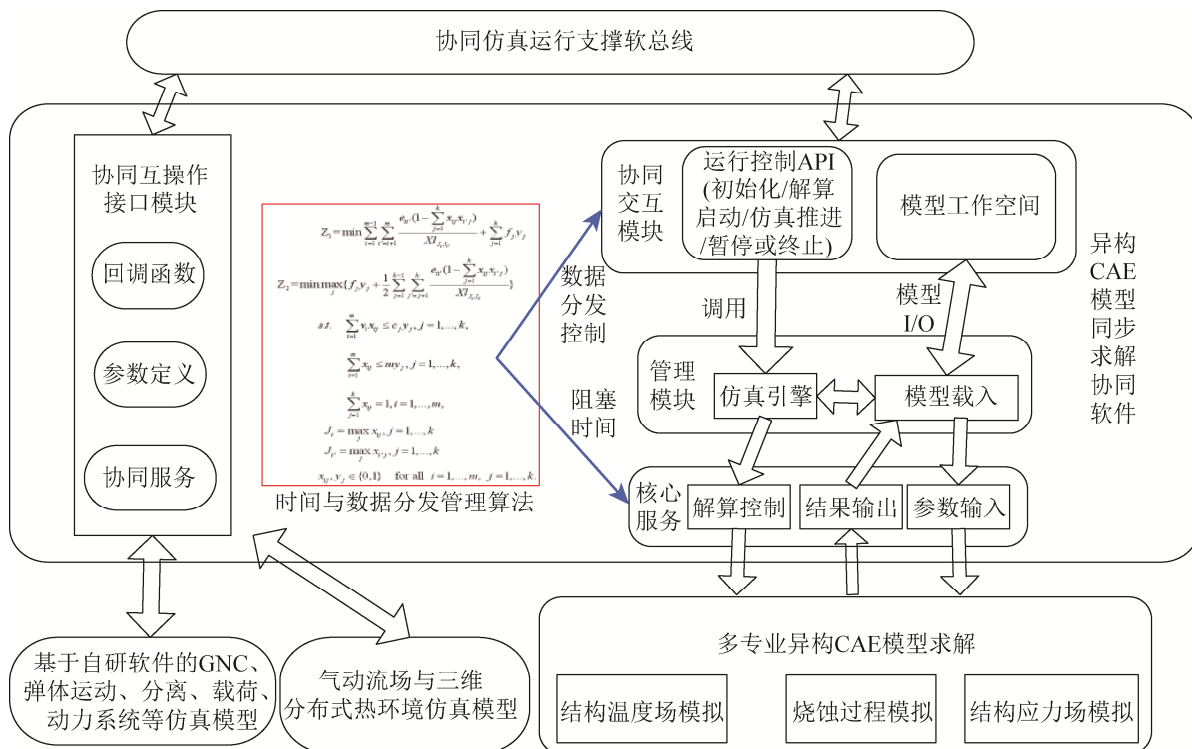 协同仿真运行支撑软总线
协同互操作
接口模块
回调函数
参数定义
协同服务
s.t.
for all
时间与数据分发管理算法
数据
分发
控制
阻塞
时间
协同
交互
模块
运行控制API
(初始化/解算
启动/仿真推进
/暂停或终止)
模型工作空间
调用
模型
I/O
管理
模块
仿真引擎
模型载入
核心
服务
解算控制
结果输出
参数输入
异构
CAE
模型
同步
求解
协同
软件
基于自研软件的GNC、
弹体运动、分离、载荷、
动力系统等仿真模型
气动流场与三维
分布式热环境仿真模型
多专业异构CAE模型求解
结构温度场模拟
烧蚀过程模拟
结构应力场模拟